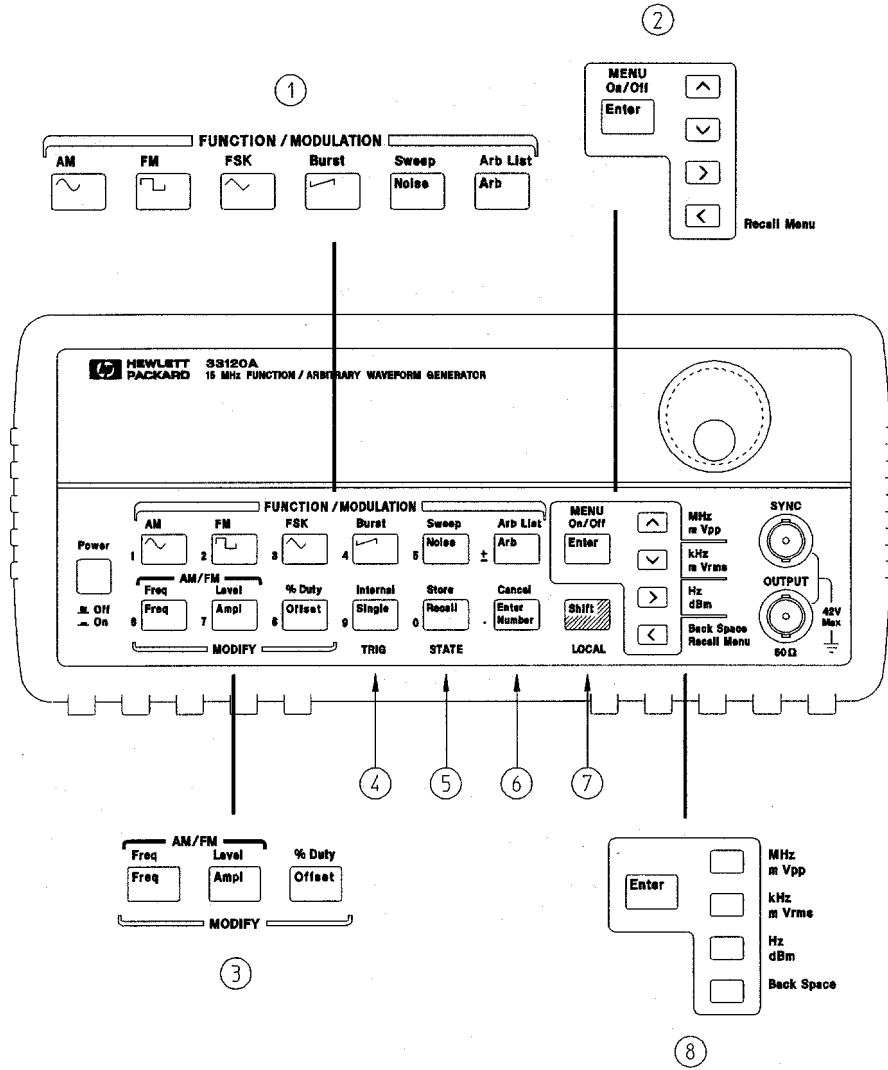 2
MENU
On/Off
Enter
Recall Menu
1
FUNCTION / MODULATION
AM FM FSK Burst Sweep Arb List
Noise Arb
HEWLETT PACKARD
33120A
15 MHz FUNCTION / ARBITRARY WAVEFORM GENERATOR
FUNCTION / MODULATION
AM FM FSK Burst Sweep Arb List
1 2 3 4 5 Noise ± Arb
Power
Off
On
AM/FM
Freq Level % Duty Internal Store Cancel
6 Freq 7 Ampl 8 Offset 9 Single 0 Recall . Enter Number
MODIFY TRIG STATE
MENU
On/Off
Enter
Shift
LOCAL
MHz
m Vpp
kHz
m Vrms
Hz
dBm
Back Space
Recall Menu
SYNC
OUTPUT
42V
Max
50Ω
4 5 6 7
AM/FM
Freq Level % Duty
Freq Ampl Offset
MODIFY
3
Enter
MHz
m Vpp
kHz
m Vrms
Hz
dBm
Back Space
8